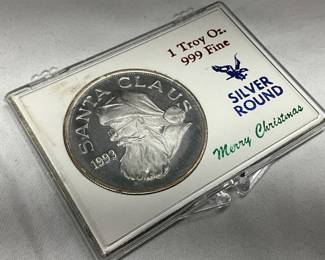 1 Troy Oz.
999 Fine
SILVER
ROUND
Merry Christmas
SANTA CLAUS
1993